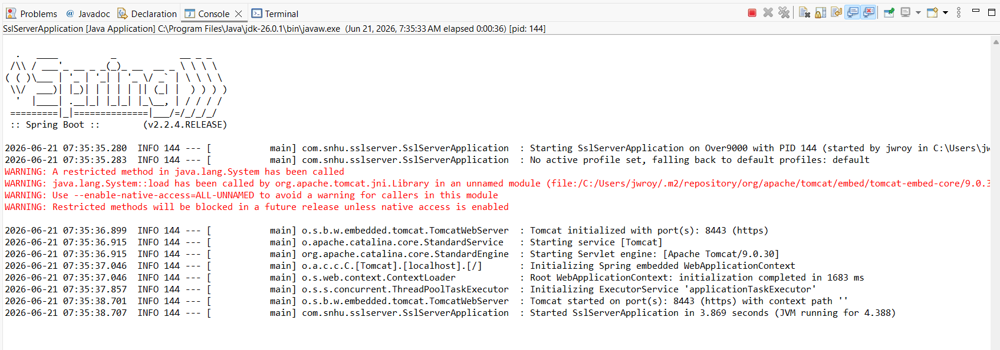 Problems @ Javadoc Declaration Console Terminal
SslServerApplication [Java Application] C:\Program Files\Java\jdk-26.0.1\bin\javaw.exe (Jun 21, 2026, 7:35:33 AM elapsed 0:00:36) [pid: 144]
  .   ____          _            __ _ _
 /\\ / ___'_ __ _ _(_)_ __  __ _ \ \ \ \
( ( )\___ | '_ | '_| | '_ \/ _` | \ \ \ \
 \\/  ___)| |_)| | | | | || (_| |  ) ) ) )
  '  |____| .__|_| |_|_| |_\__, | / / / /
 =========|_|==============|___/=/_/_/_/
 :: Spring Boot ::        (v2.2.4.RELEASE)
2026-06-21 07:35:35.280  INFO 144 --- [           main] com.snhu.sslserver.SslServerApplication  : Starting SslServerApplication on Over9000 with PID 144 (started by jwroy in C:\Users\jw
2026-06-21 07:35:35.283  INFO 144 --- [           main] com.snhu.sslserver.SslServerApplication  : No active profile set, falling back to default profiles: default
WARNING: A restricted method in java.lang.System has been called
WARNING: java.lang.System::load has been called by org.apache.tomcat.jni.Library in an unnamed module (file:/C:/Users/jwroy/.m2/repository/org/apache/tomcat/embed/tomcat-embed-core/9.0.3
WARNING: Use --enable-native-access=ALL-UNNAMED to avoid a warning for callers in this module
WARNING: Restricted methods will be blocked in a future release unless native access is enabled
2026-06-21 07:35:36.899  INFO 144 --- [           main] o.s.b.w.embedded.tomcat.TomcatWebServer  : Tomcat initialized with port(s): 8443 (https)
2026-06-21 07:35:36.915  INFO 144 --- [           main] o.apache.catalina.core.StandardService   : Starting service [Tomcat]
2026-06-21 07:35:36.915  INFO 144 --- [           main] org.apache.catalina.core.StandardEngine  : Starting Servlet engine: [Apache Tomcat/9.0.30]
2026-06-21 07:35:37.046  INFO 144 --- [           main] o.a.c.c.C.[Tomcat].[localhost].[/]       : Initializing Spring embedded WebApplicationContext
2026-06-21 07:35:37.046  INFO 144 --- [           main] o.s.web.context.ContextLoader            : Root WebApplicationContext: initialization completed in 1683 ms
2026-06-21 07:35:37.857  INFO 144 --- [           main] o.s.s.concurrent.ThreadPoolTaskExecutor  : Initializing ExecutorService 'applicationTaskExecutor'
2026-06-21 07:35:38.701  INFO 144 --- [           main] o.s.b.w.embedded.tomcat.TomcatWebServer  : Tomcat started on port(s): 8443 (https) with context path ''
2026-06-21 07:35:38.707  INFO 144 --- [           main] com.snhu.sslserver.SslServerApplication  : Started SslServerApplication in 3.869 seconds (JVM running for 4.388)